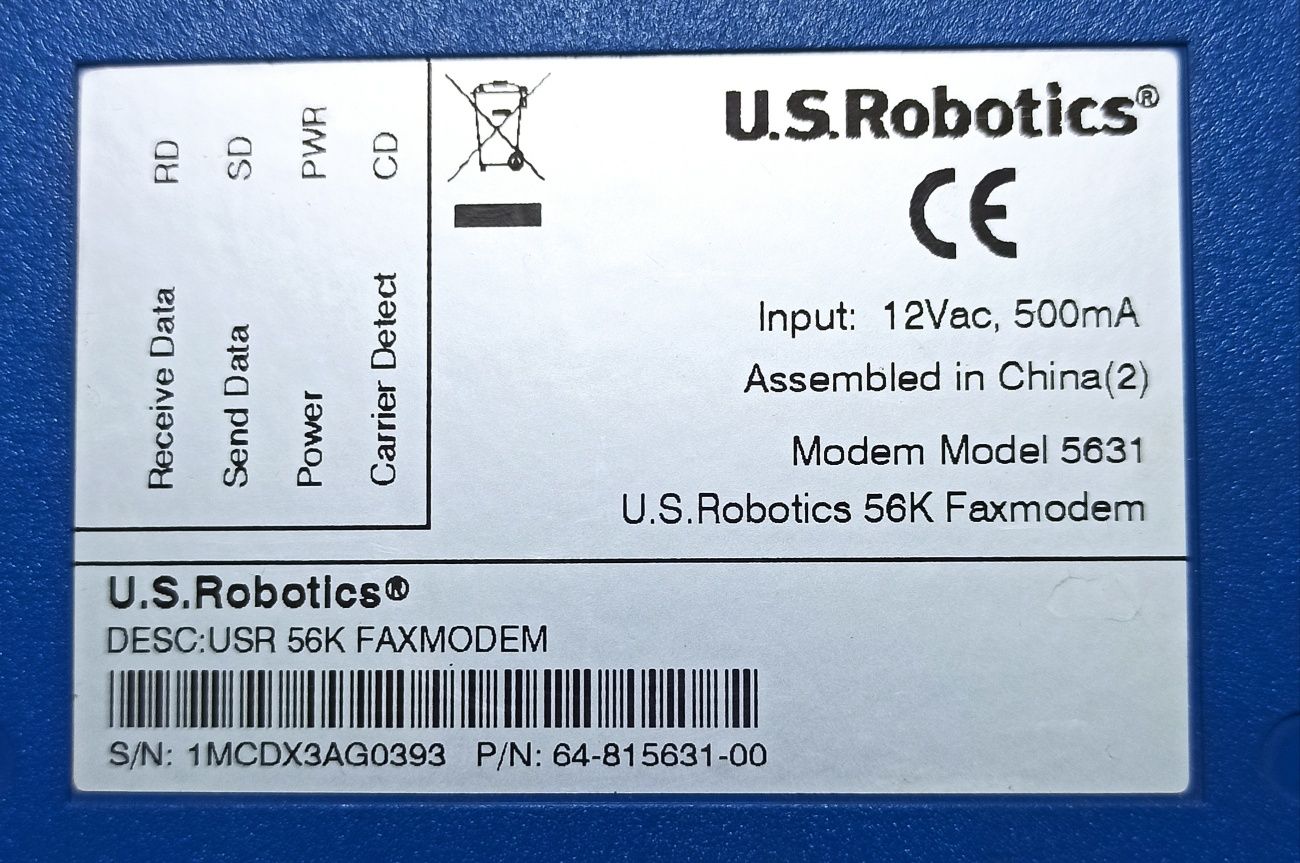 Receive Data RD
Send Data SD
Power PWR
Carrier Detect CD
U.S.Robotics®
CE
Input: 12Vac, 500mA
Assembled in China(2)
Modem Model 5631
U.S.Robotics 56K Faxmodem
U.S.Robotics®
DESC:USR 56K FAXMODEM
S/N: 1MCDX3AG0393 P/N: 64-815631-00